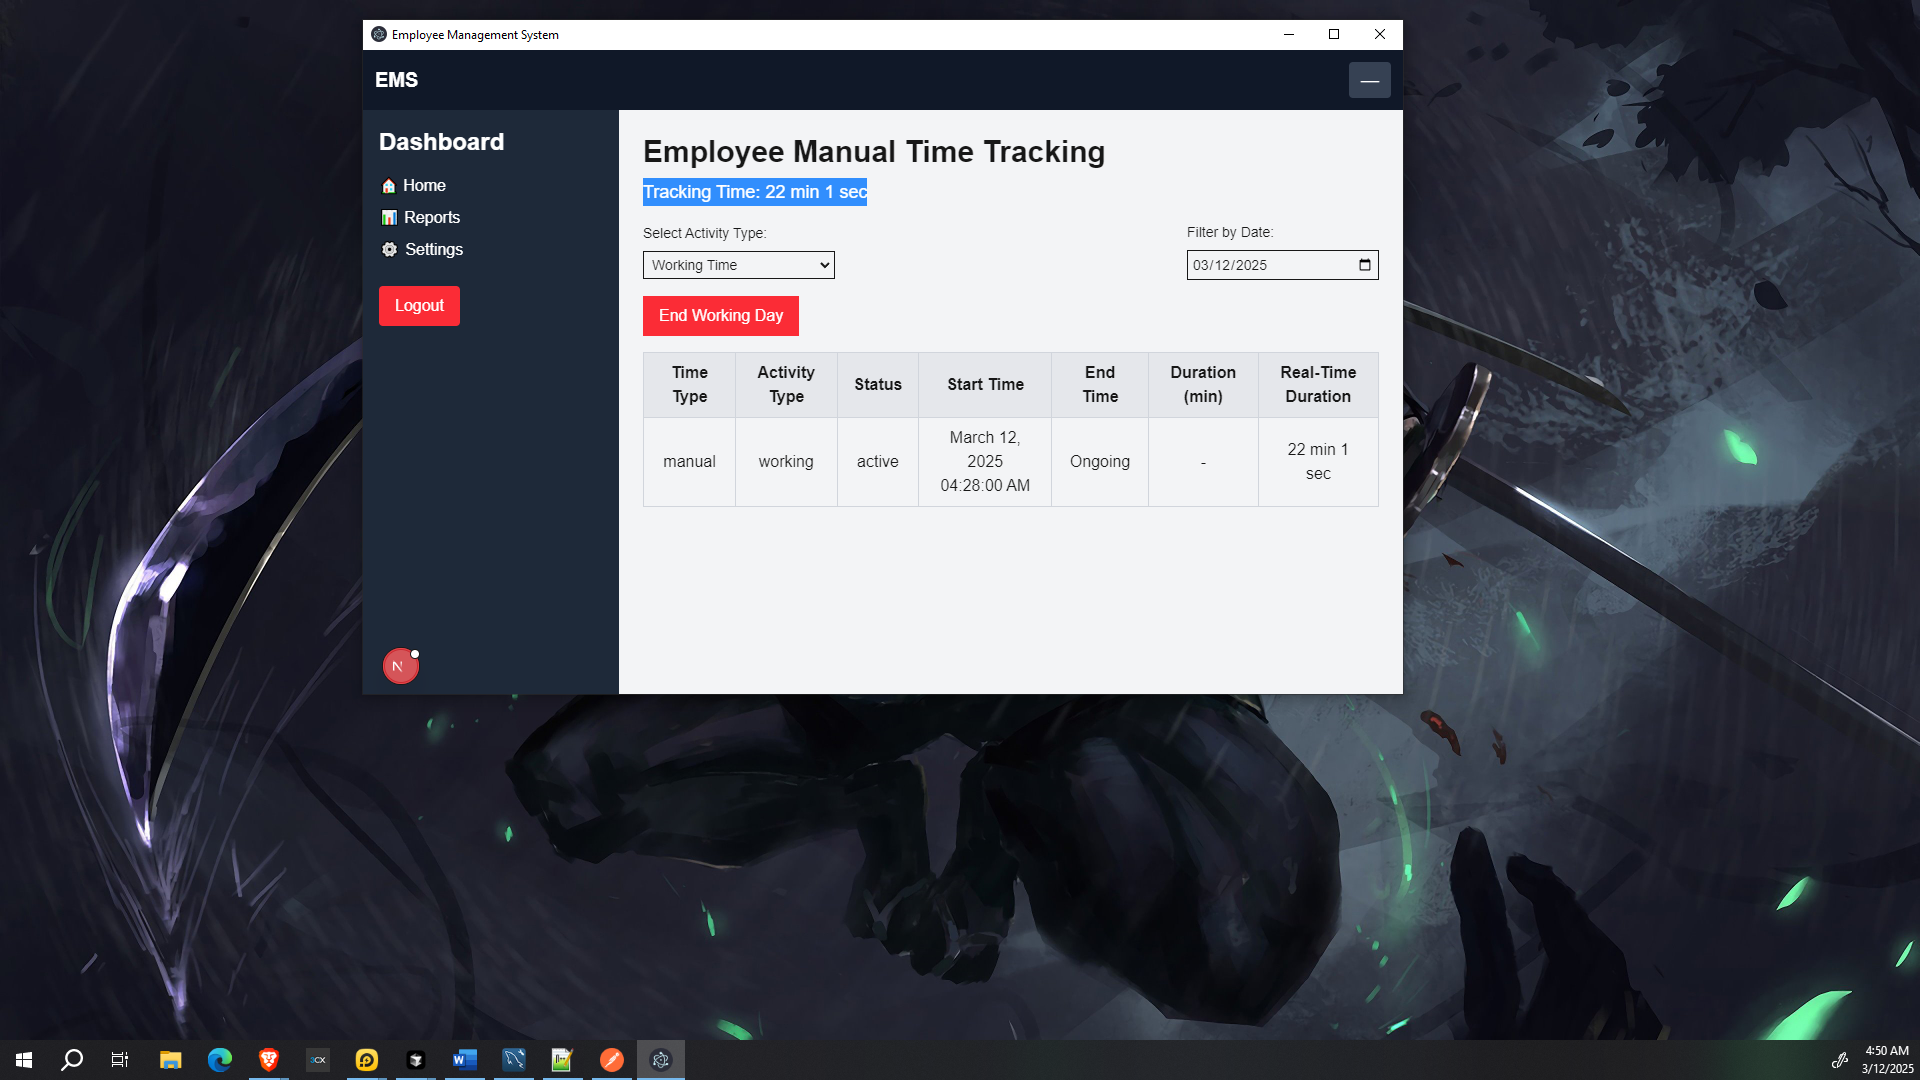 Employee Management System
EMS
—
Dashboard
Home
Reports
Settings
Logout
N
Employee Manual Time Tracking
Tracking Time: 22 min 1 sec
Select Activity Type:
Working Time
Filter by Date:
03/12/2025
End Working Day
Time Type
Activity Type
Status
Start Time
End Time
Duration (min)
Real-Time Duration
manual
working
active
March 12, 2025 04:28:00 AM
Ongoing
-
22 min 1 sec
3CX
W
4:50 AM
3/12/2025